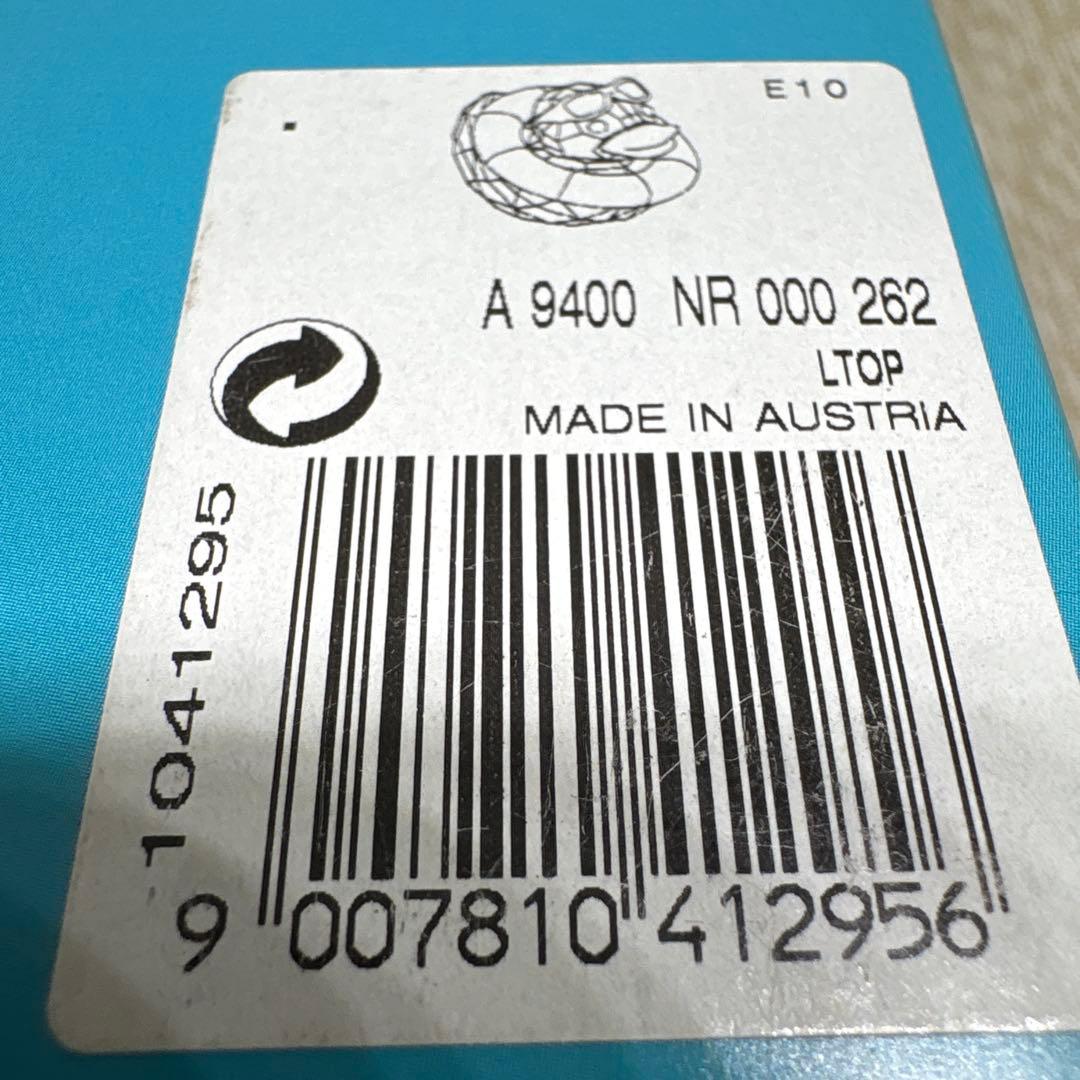 E10
A 9400 NR 000 262
LTOP
MADE IN AUSTRIA
1041295
9 007810 412956